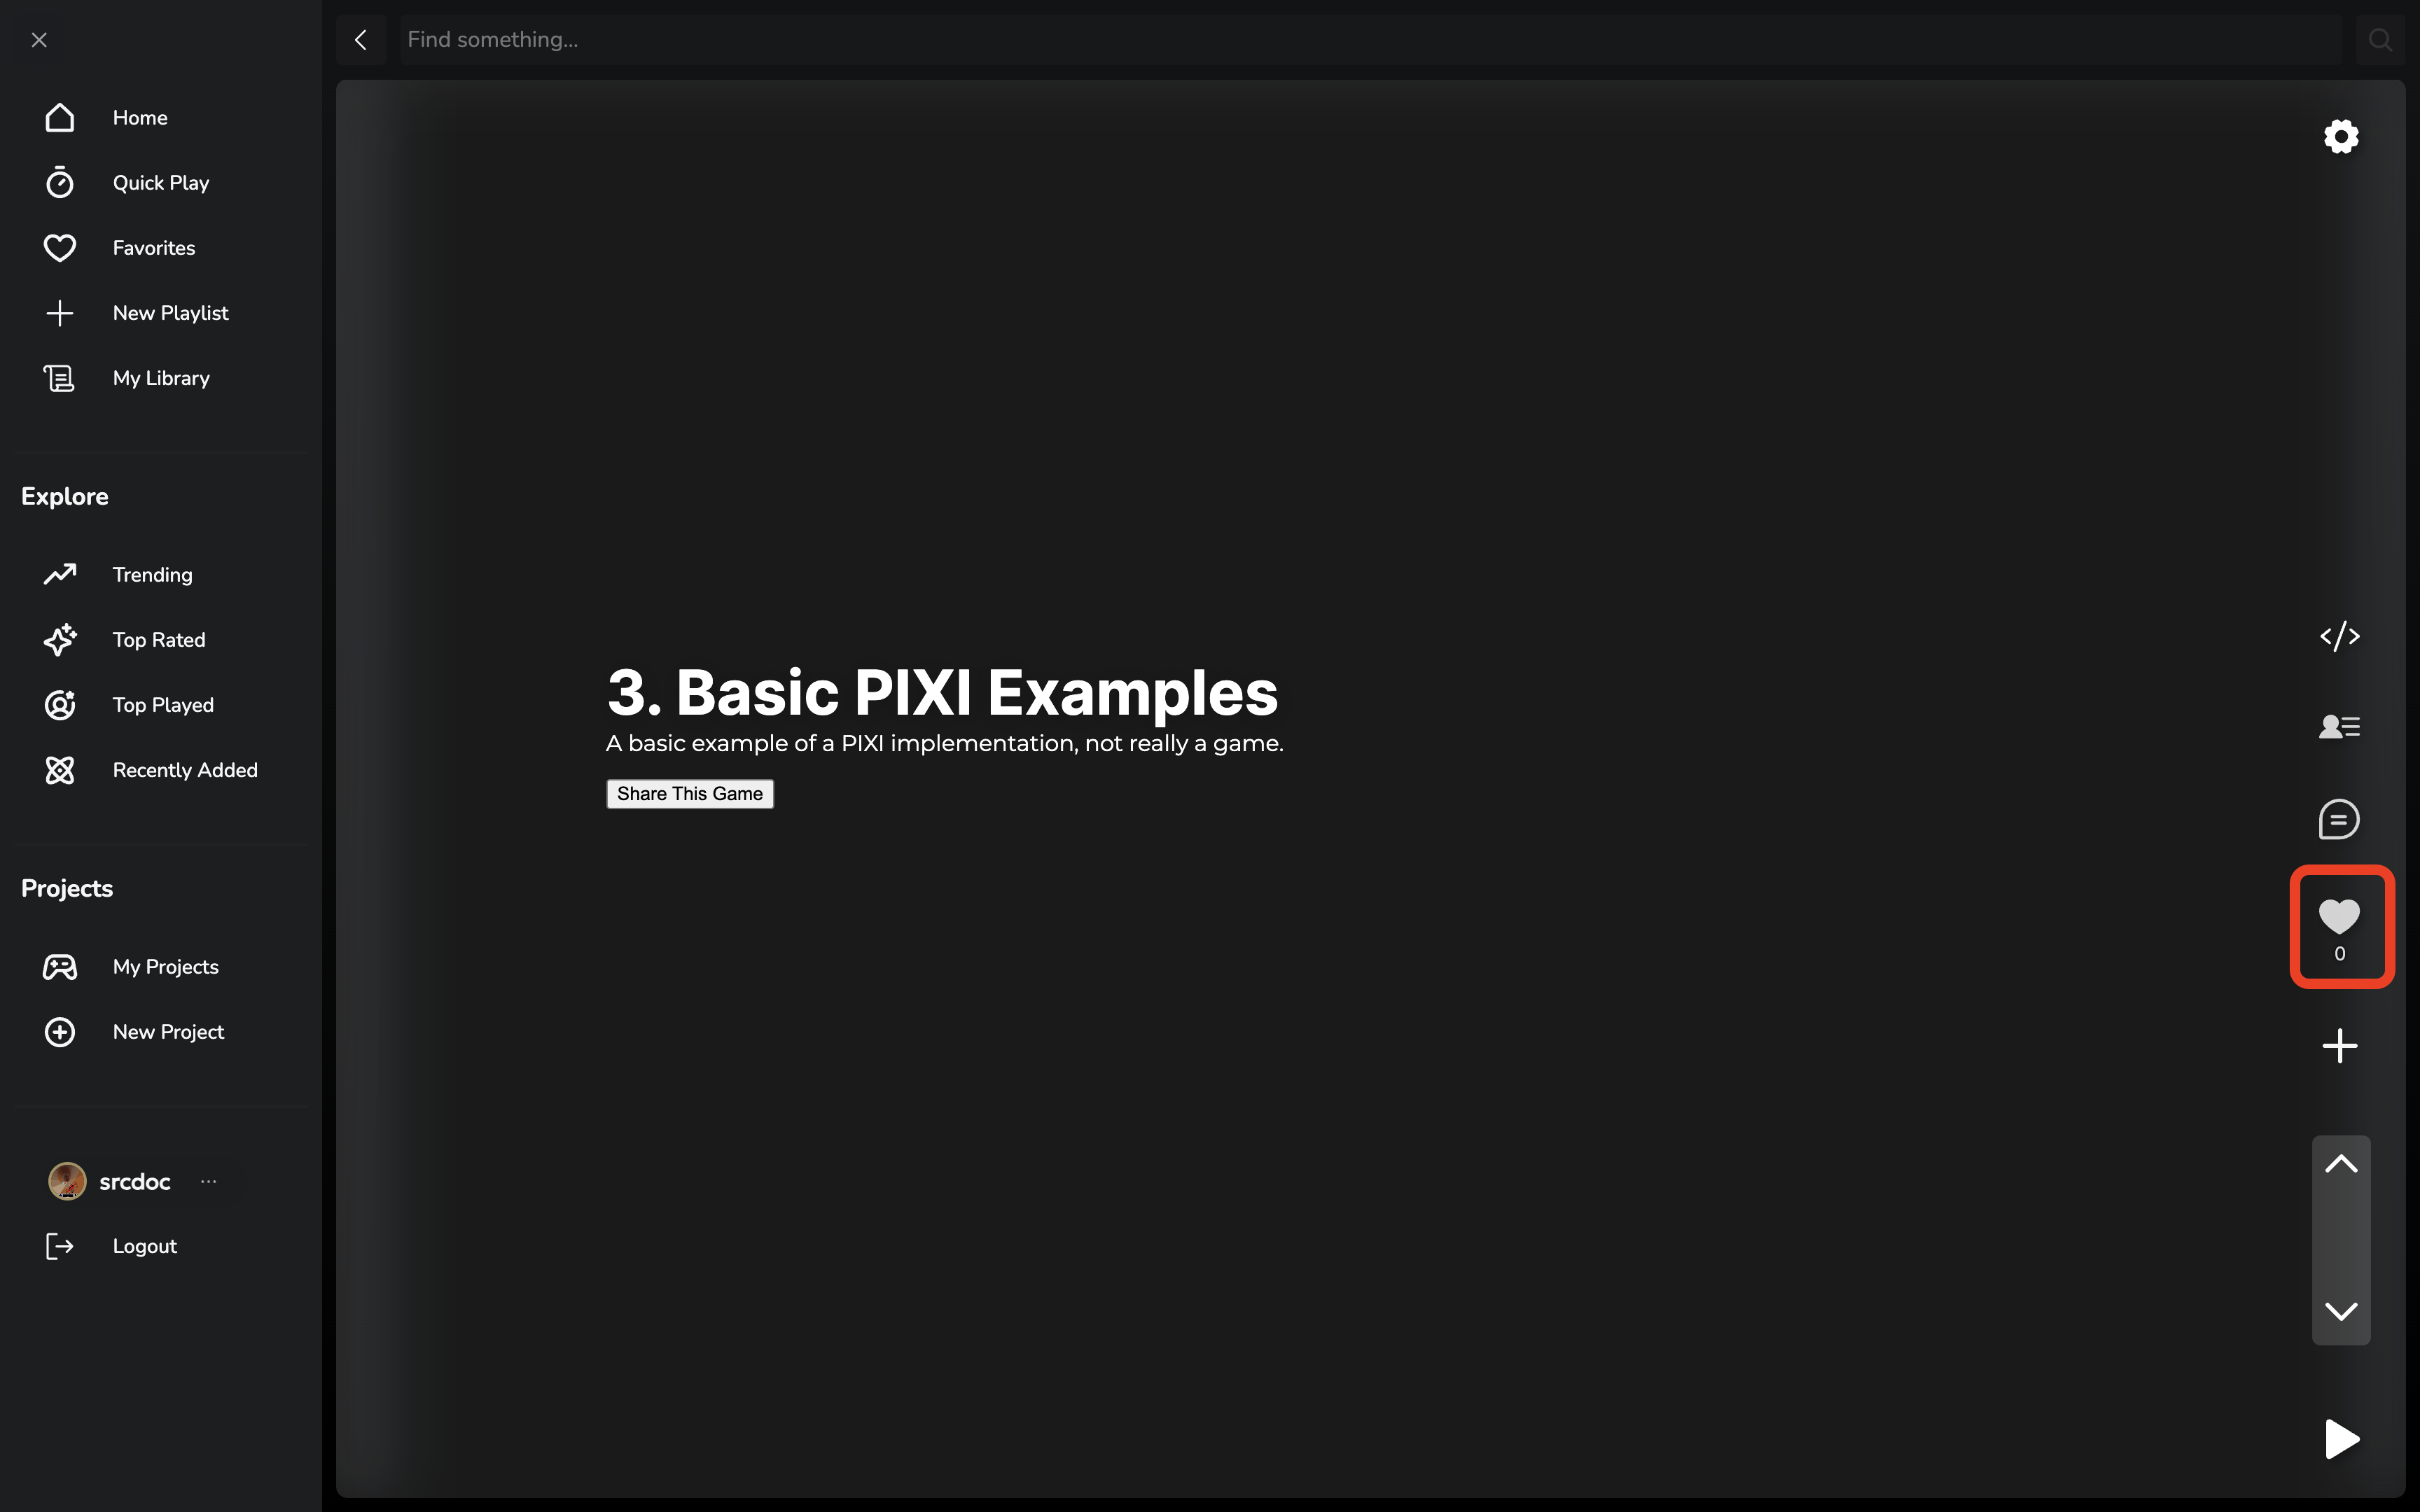 Find something...
Home
Quick Play
Favorites
New Playlist
My Library
Explore
Trending
Top Rated
Top Played
Recently Added
Projects
My Projects
New Project
srcdoc ...
Logout
3. Basic PIXI Examples
A basic example of a PIXI implementation, not really a game.
Share This Game
0